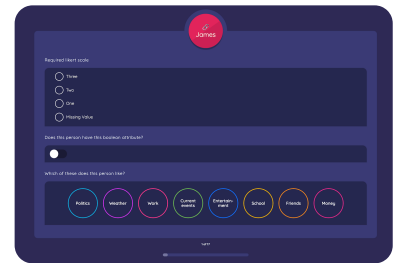 James
Required likert scale
Three
Two
One
Missing Value
Does this person have this boolean attribute?
Which of these does this person like?
Politics
Weather
Work
Current
events
Entertain-
ment
School
Friends
Money